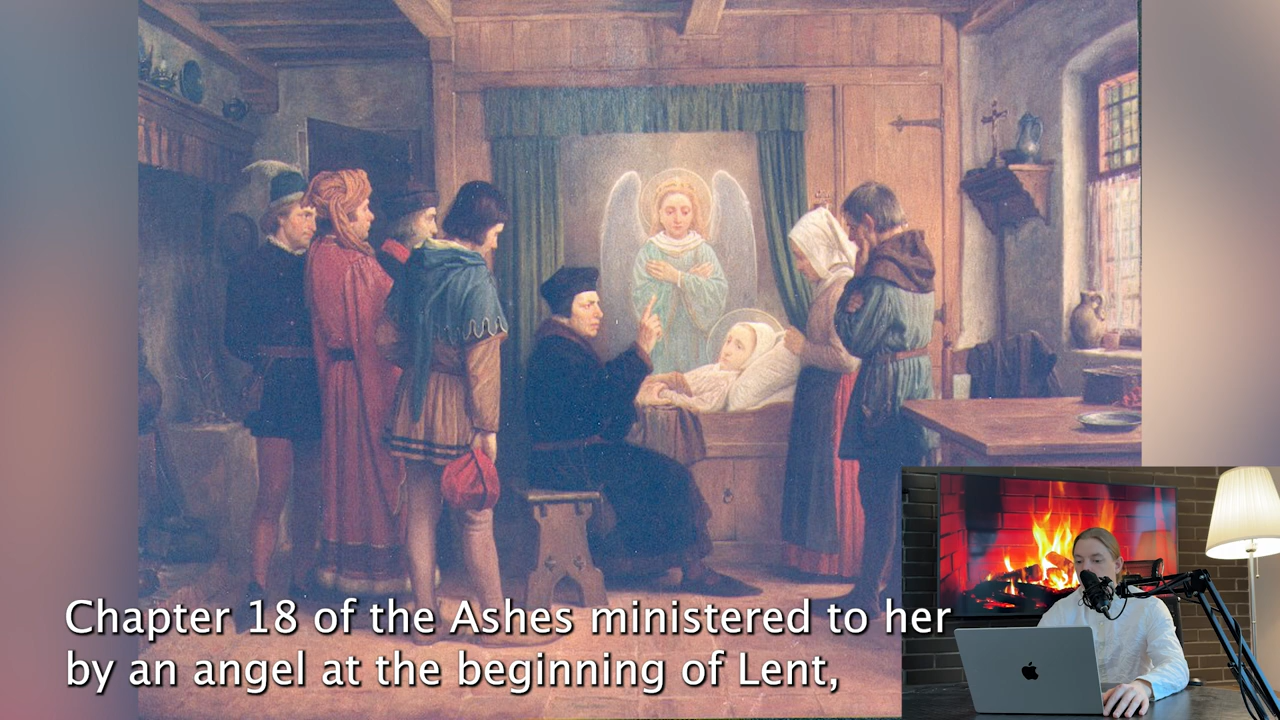 Chapter 18 of the Ashes ministered to her
by an angel at the beginning of Lent,